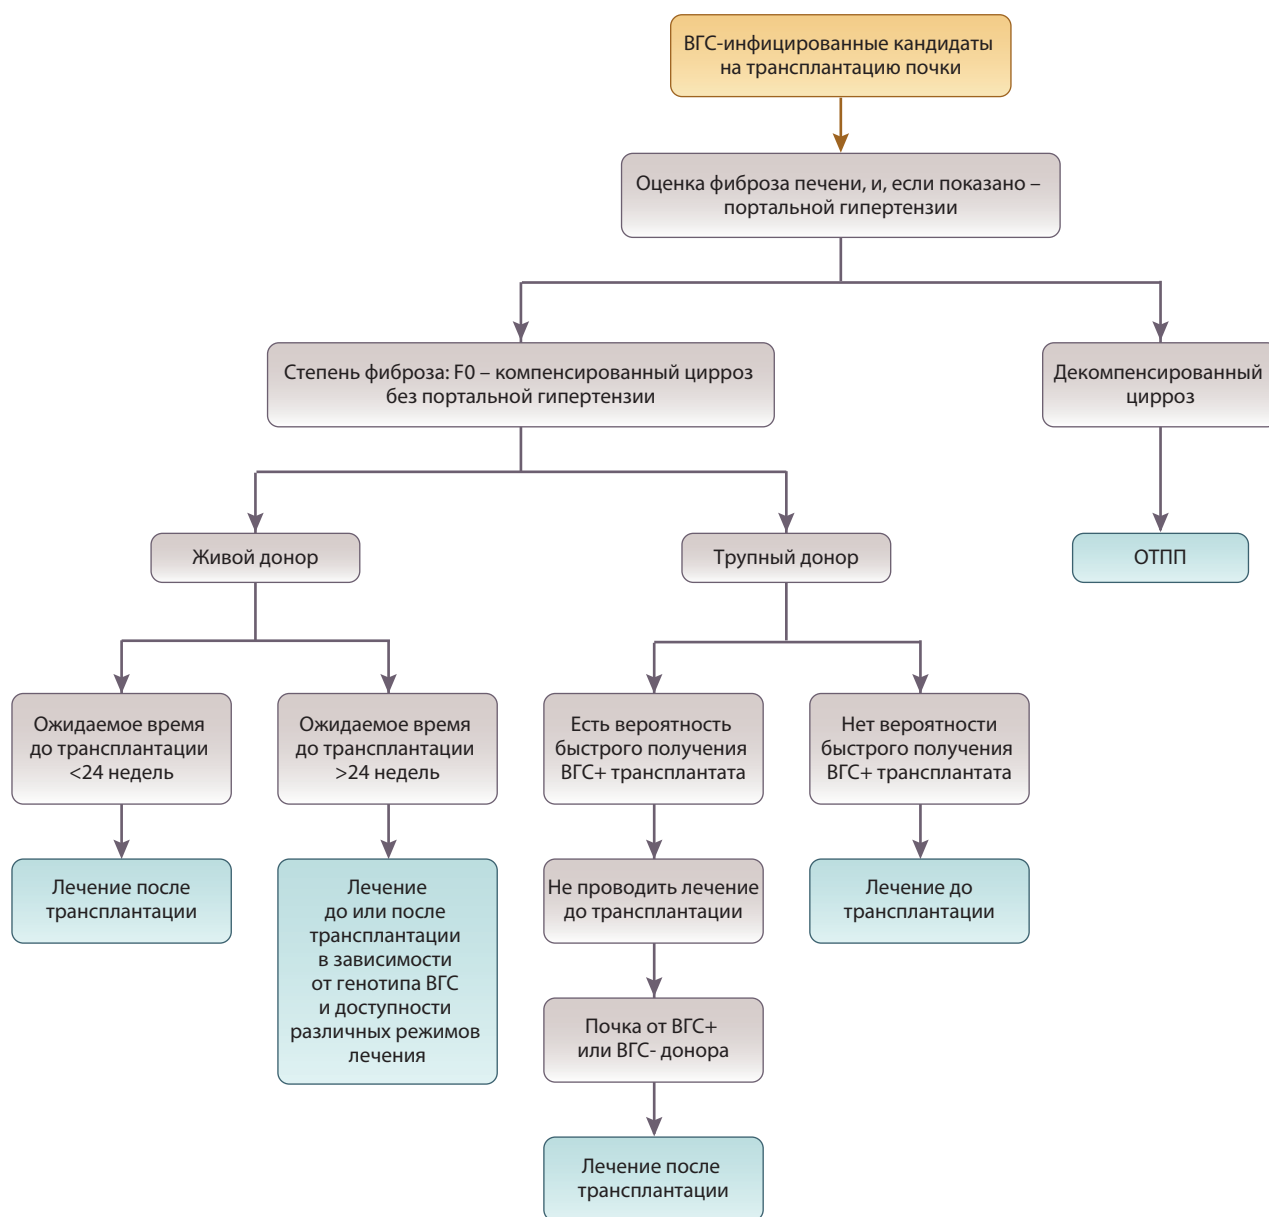 ВГС-инфицированные кандидаты
на трансплантацию почки
Оценка фиброза печени, и, если показано –
портальной гипертензии
Степень фиброза: F0 – компенсированный цирроз
без портальной гипертензии
Декомпенсированный
цирроз
Живой донор
Трупный донор
ОТПП
Ожидаемое время
до трансплантации
<24 недель
Ожидаемое время
до трансплантации
>24 недель
Есть вероятность
быстрого получения
ВГС+ трансплантата
Нет вероятности
быстрого получения
ВГС+ трансплантата
Лечение после
трансплантации
Лечение
до или после
трансплантации
в зависимости
от генотипа ВГС
и доступности
различных режимов
лечения
Не проводить лечение
до трансплантации
Лечение до
трансплантации
Почка от ВГС+
или ВГС- донора
Лечение после
трансплантации